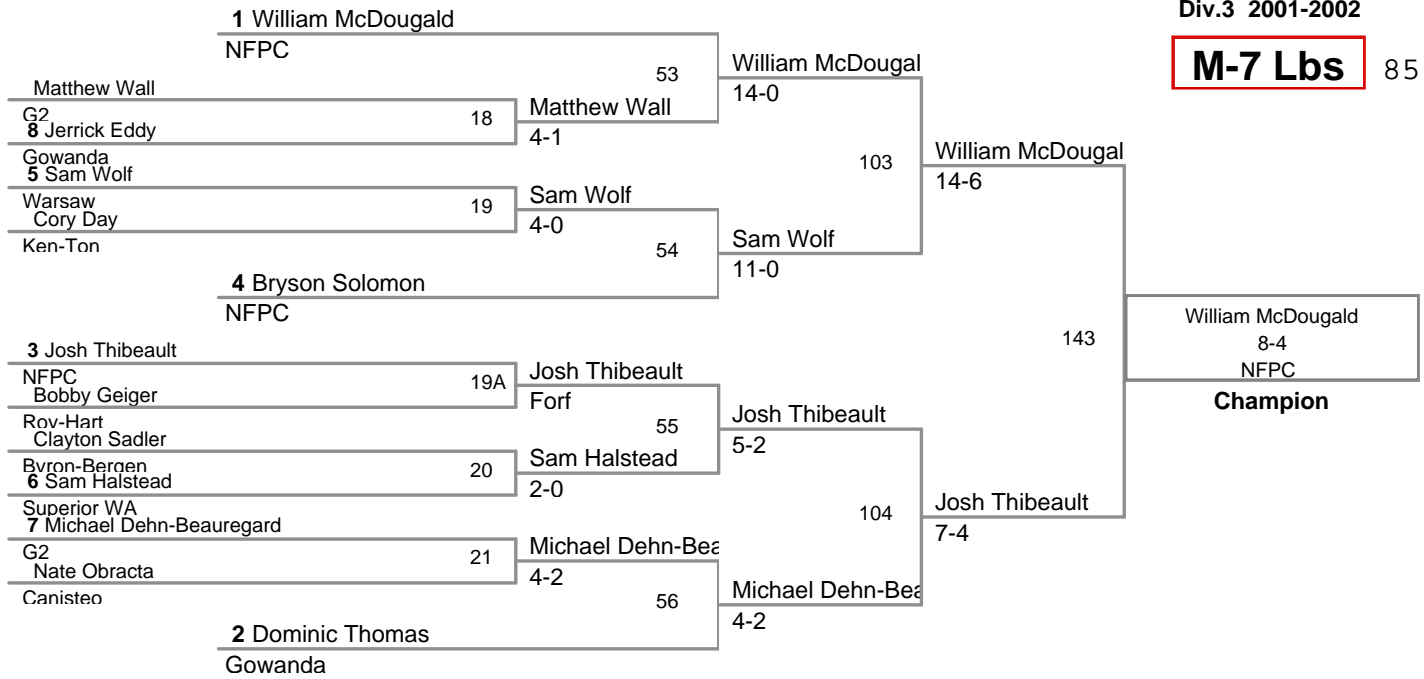 Div.3 2001-2002
M-7 Lbs 85
1 William McDougald
NFPC
53
William McDougal
14-0
Matthew Wall
G2
18
Matthew Wall
4-1
8 Jerrick Eddy
Gowanda
103
William McDougal
14-6
5 Sam Wolf
Warsaw
19
Sam Wolf
4-0
Cory Day
Ken-Ton
54
Sam Wolf
11-0
4 Bryson Solomon
NFPC
143
William McDougald
8-4
NFPC
Champion
3 Josh Thibeault
NFPC
19A
Josh Thibeault
Forf
Bobby Geiger
Roy-Hart
55
Josh Thibeault
5-2
Clayton Sadler
Byron-Bergen
20
Sam Halstead
2-0
6 Sam Halstead
Superior WA
104
Josh Thibeault
7-4
7 Michael Dehn-Beauregard
G2
21
Michael Dehn-Bea
4-2
Nate Obracta
Canisteo
56
Michael Dehn-Bea
4-2
2 Dominic Thomas
Gowanda